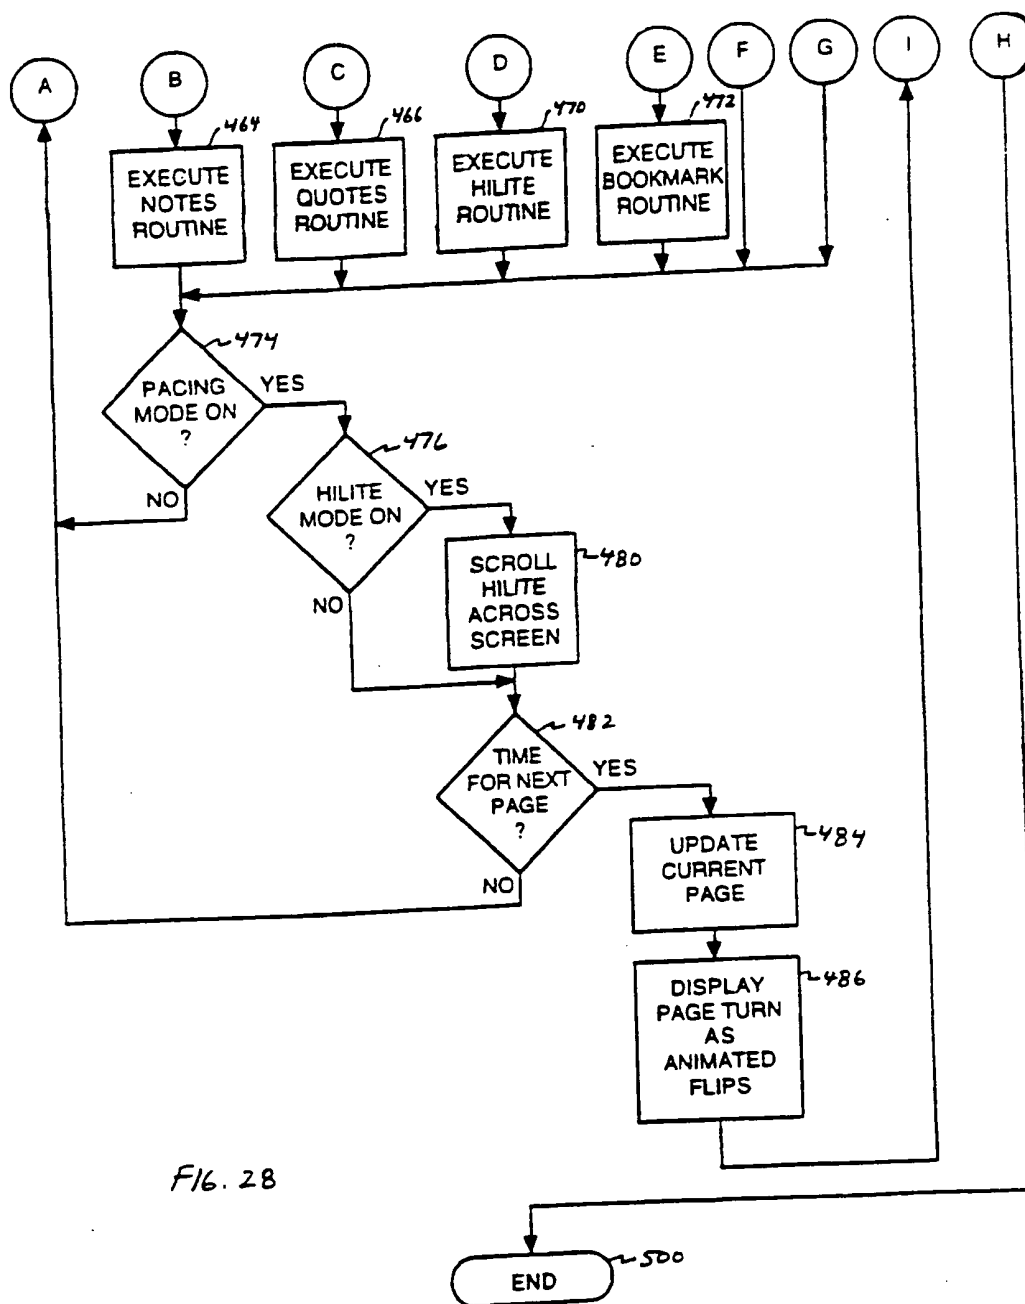 A
B
C
D
E
F
G
I
H
464
466
470
472
EXECUTE
NOTES
ROUTINE
EXECUTE
QUOTES
ROUTINE
EXECUTE
HILITE
ROUTINE
EXECUTE
BOOKMARK
ROUTINE
474
PACING
MODE ON
?
YES
NO
476
HILITE
MODE ON
?
YES
NO
480
SCROLL
HILITE
ACROSS
SCREEN
482
TIME
FOR NEXT
PAGE
?
YES
NO
484
UPDATE
CURRENT
PAGE
486
DISPLAY
PAGE TURN
AS
ANIMATED
FLIPS
FIG. 28
500
END